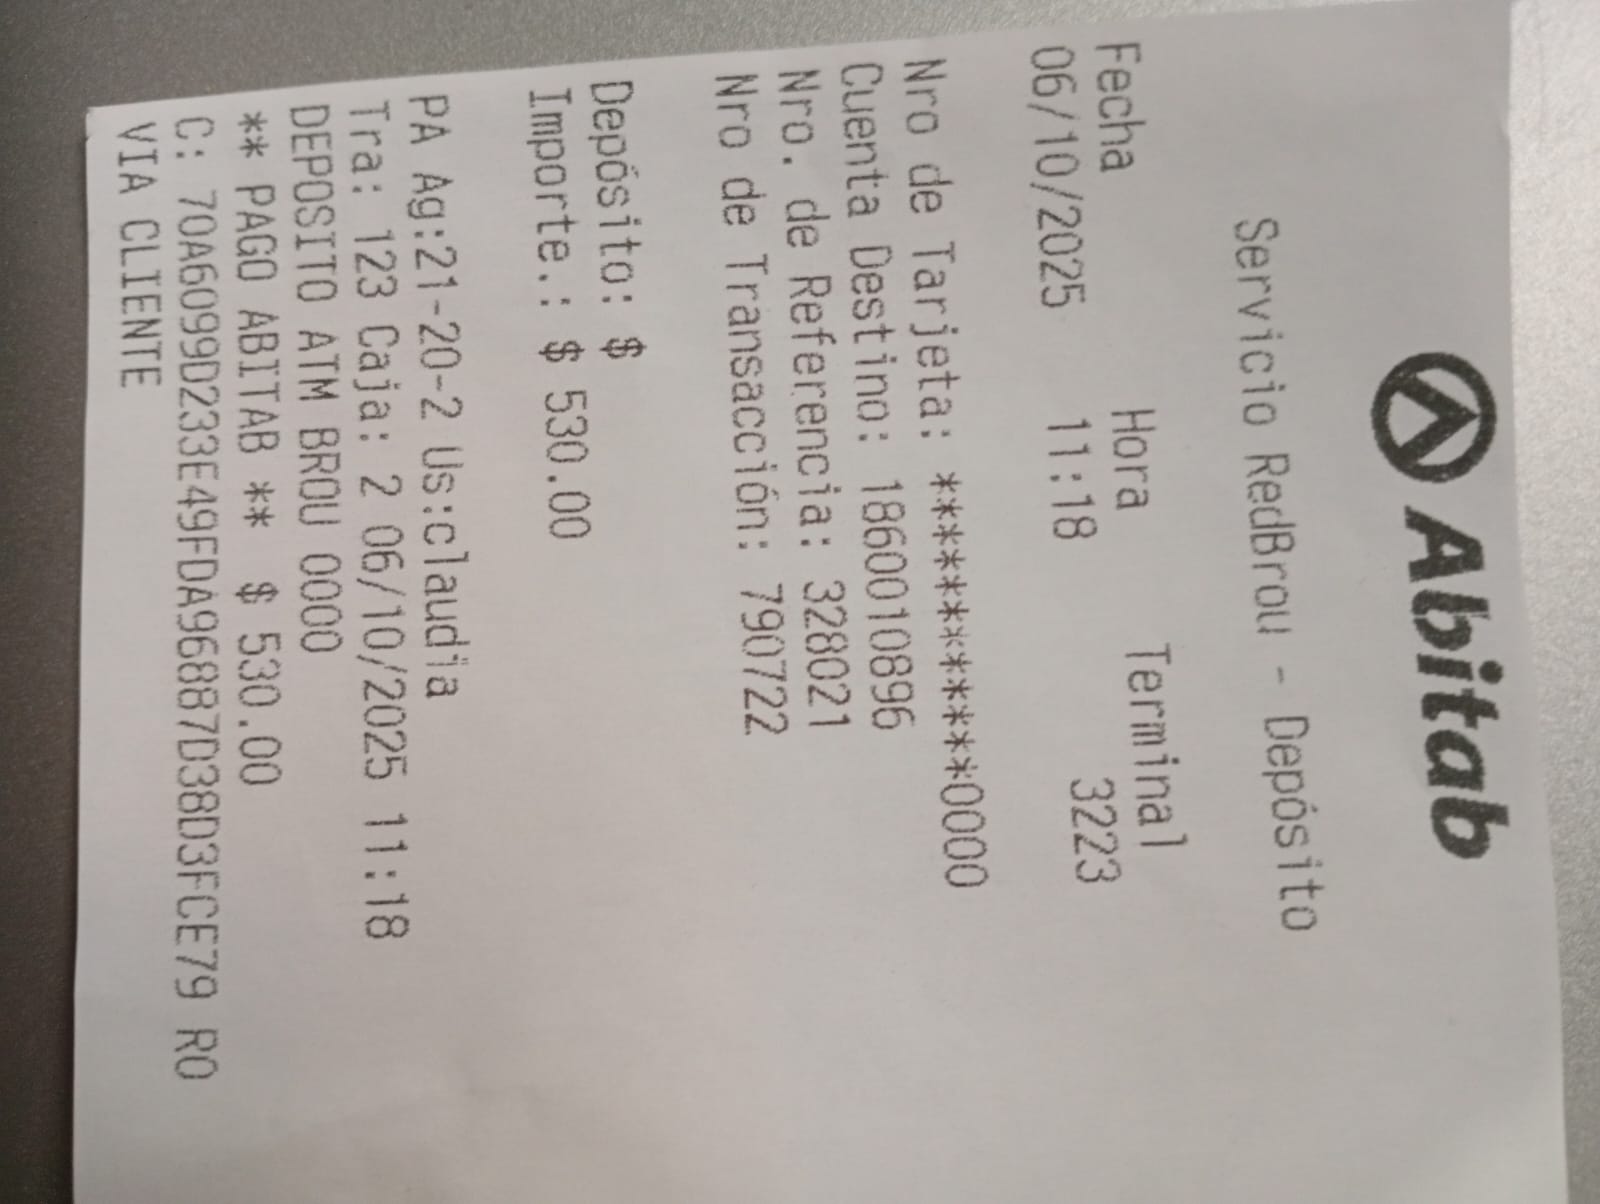 Abitab
Servicio RedBrou - Depósito
Fecha Hora Terminal
06/10/2025 11:18 3223
Nro de Tarjeta: ************0000
Cuenta Destino: 1860010896
Nro. de Referencia: 328021
Nro de Transacción: 790722
Depósito: $
Importe.: $ 530.00
PA Ag:21-20-2 Us:claudia
Tra: 123 Caja: 2 06/10/2025 11:18
DEPOSITO ATM BROU 0000
** PAGO ABITAB ** $ 530.00
C: 70A6099D233E49FDA96887D38D3FCE79 RO
VIA CLIENTE